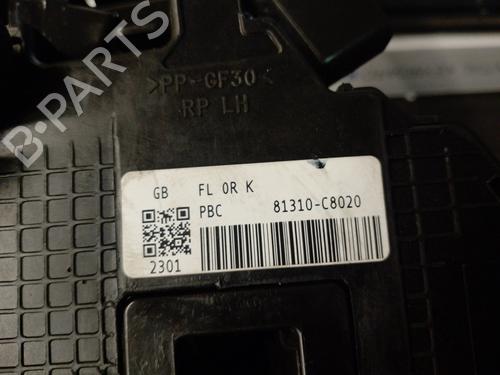 >PP-GF30<
RP LH
GB FL 0R K
PBC 81310-C8020
2301
B-PARTS